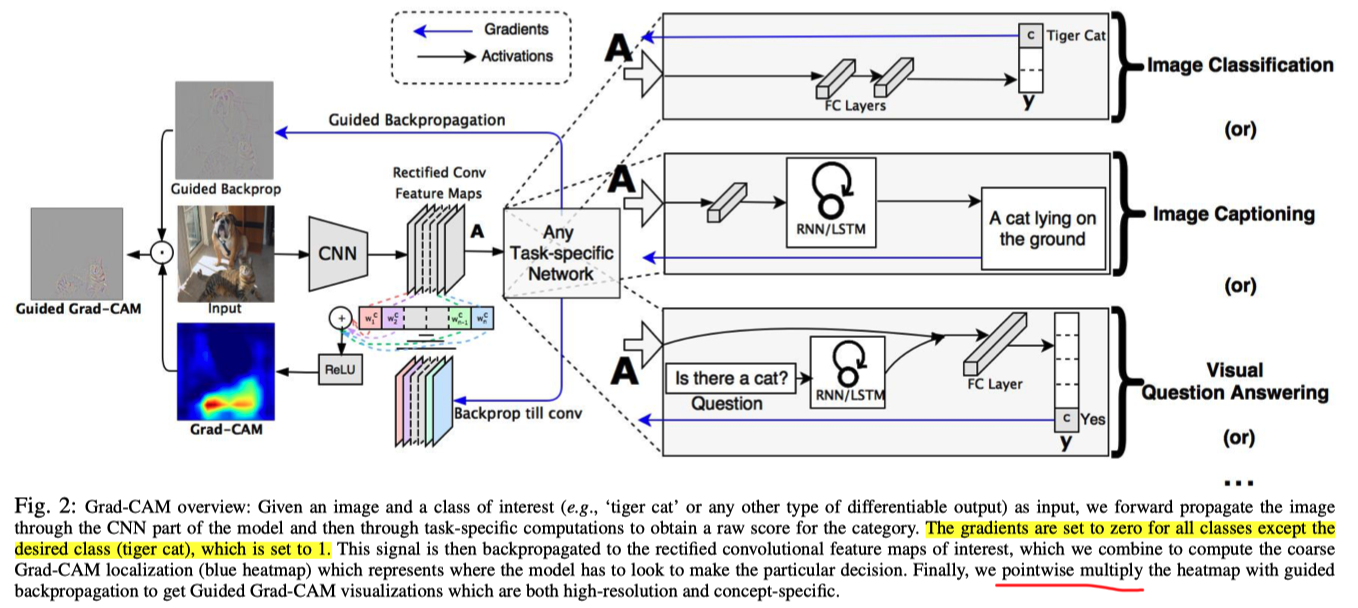 Gradients
Activations
A
C Tiger Cat
FC Layers
y
Image Classification
(or)
Guided Backpropagation
Guided Backprop
Rectified Conv
Feature Maps
A
A
RNN/LSTM
A cat lying on
the ground
Image Captioning
(or)
CNN
Any
Task-specific
Network
Guided Grad-CAM
Input
+
w₁ᶜ w₂ᶜ wₙ₋₁ᶜ wₙᶜ
ReLU
Backprop till conv
Grad-CAM
A
Is there a cat?
Question
RNN/LSTM
FC Layer
c Yes
y
Visual
Question Answering
(or)
...
Fig. 2: Grad-CAM overview: Given an image and a class of interest (e.g., ‘tiger cat’ or any other type of differentiable output) as input, we forward propagate the image
through the CNN part of the model and then through task-specific computations to obtain a raw score for the category. The gradients are set to zero for all classes except the
desired class (tiger cat), which is set to 1. This signal is then backpropagated to the rectified convolutional feature maps of interest, which we combine to compute the coarse
Grad-CAM localization (blue heatmap) which represents where the model has to look to make the particular decision. Finally, we pointwise multiply the heatmap with guided
backpropagation to get Guided Grad-CAM visualizations which are both high-resolution and concept-specific.